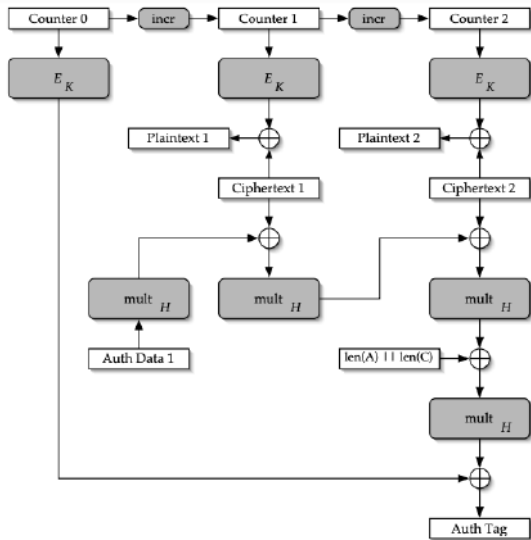 Counter 0 incr Counter 1 incr Counter 2
E K E K E K
Plaintext 1 Plaintext 2
Ciphertext 1 Ciphertext 2
mult H mult H mult H
Auth Data 1 len(A) || len(C)
mult H
Auth Tag